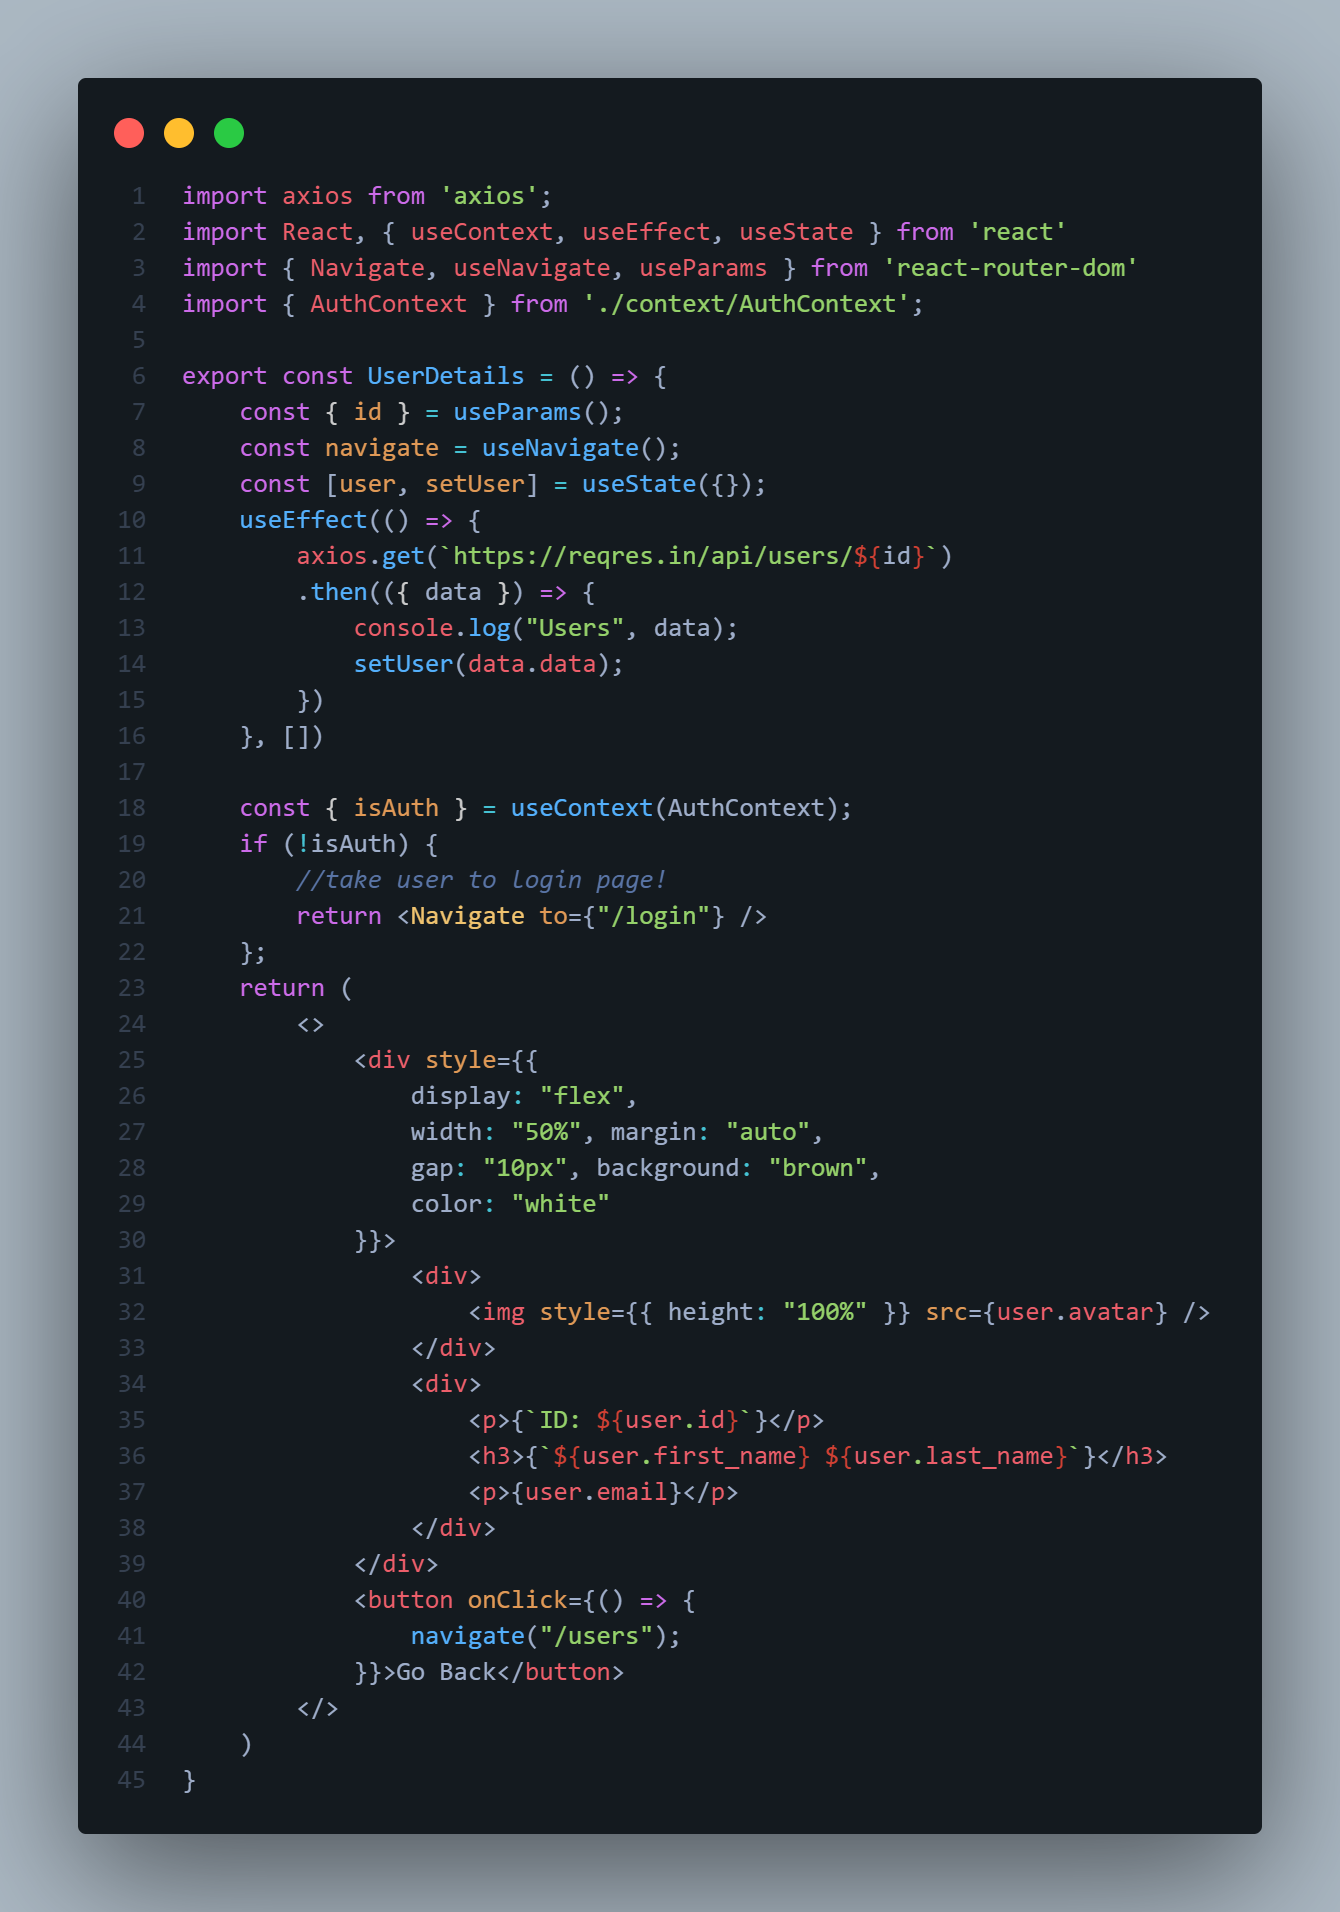 1 import axios from 'axios';
2 import React, { useContext, useEffect, useState } from 'react'
3 import { Navigate, useNavigate, useParams } from 'react-router-dom'
4 import { AuthContext } from './context/AuthContext';
5
6 export const UserDetails = () => {
7     const { id } = useParams();
8     const navigate = useNavigate();
9     const [user, setUser] = useState({});
10     useEffect(() => {
11         axios.get(`https://reqres.in/api/users/${id}`)
12         .then(({ data }) => {
13             console.log("Users", data);
14             setUser(data.data);
15         })
16     }, [])
17
18     const { isAuth } = useContext(AuthContext);
19     if (!isAuth) {
20         //take user to login page!
21         return <Navigate to={"/login"} />
22     };
23     return (
24         <>
25             <div style={{
26                 display: "flex",
27                 width: "50%", margin: "auto",
28                 gap: "10px", background: "brown",
29                 color: "white"
30             }}>
31                 <div>
32                     <img style={{ height: "100%" }} src={user.avatar} />
33                 </div>
34                 <div>
35                     <p>{`ID: ${user.id}`}</p>
36                     <h3>{`${user.first_name} ${user.last_name}`}</h3>
37                     <p>{user.email}</p>
38                 </div>
39             </div>
40             <button onClick={() => {
41                 navigate("/users");
42             }}>Go Back</button>
43         </>
44     )
45 }